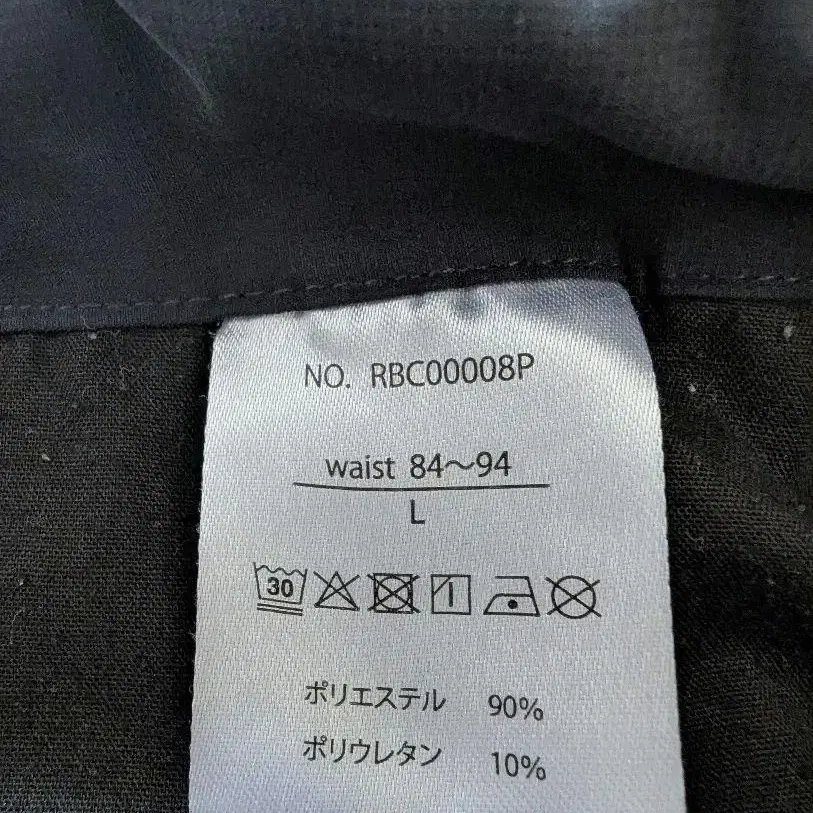 NO. RBC00008P
waist 84～94
L
30
ポリエステル 90%
ポリウレタン 10%